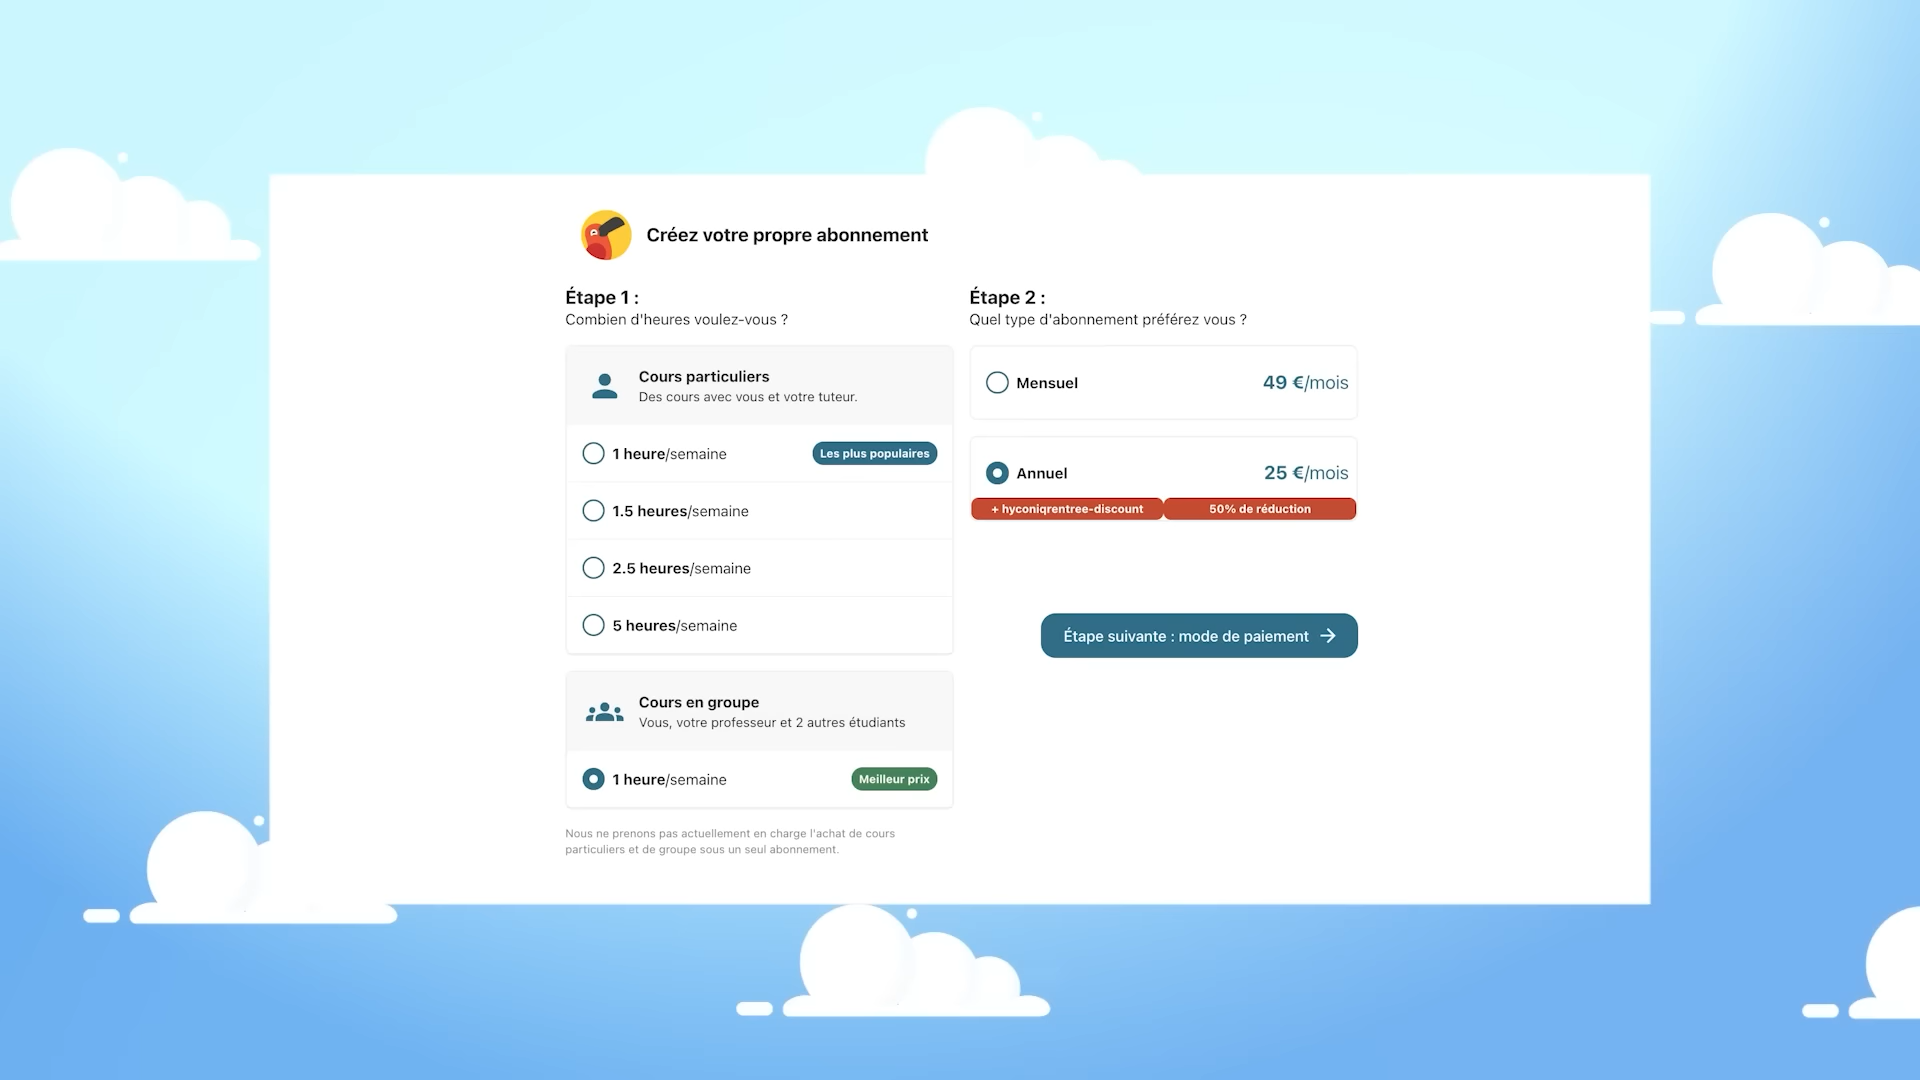 Créez votre propre abonnement
Étape 1 :
Combien d'heures voulez-vous ?
Cours particuliers
Des cours avec vous et votre tuteur.
1 heure/semaine
Les plus populaires
1.5 heures/semaine
2.5 heures/semaine
5 heures/semaine
Cours en groupe
Vous, votre professeur et 2 autres étudiants
1 heure/semaine
Meilleur prix
Nous ne prenons pas actuellement en charge l'achat de cours
particuliers et de groupe sous un seul abonnement.
Étape 2 :
Quel type d'abonnement préférez vous ?
Mensuel
49 €/mois
Annuel
25 €/mois
+ hyconiqrentree-discount
50% de réduction
Étape suivante : mode de paiement